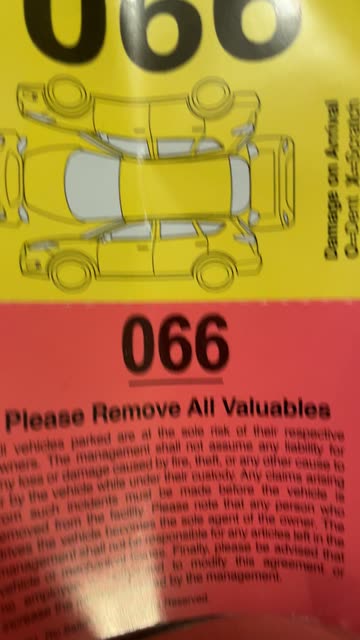 066
Damage on Arrival
O=Dent X=Scrape
066
Please Remove All Valuables
vehicles parked are at the sole risk of their respective
The management shall not assume any liability for
loss or damage caused by fire, theft, or any other cause to
the vehicle while under their custody. Any claims arising
such incidents must be made before the vehicle is
from the facility. Please note that any person who
drives the vehicle becomes the sole agent of the owner. The
management shall not be responsible for any articles left in the
Finally, please be advised that
to modify this agreement or
by the management.
reserved